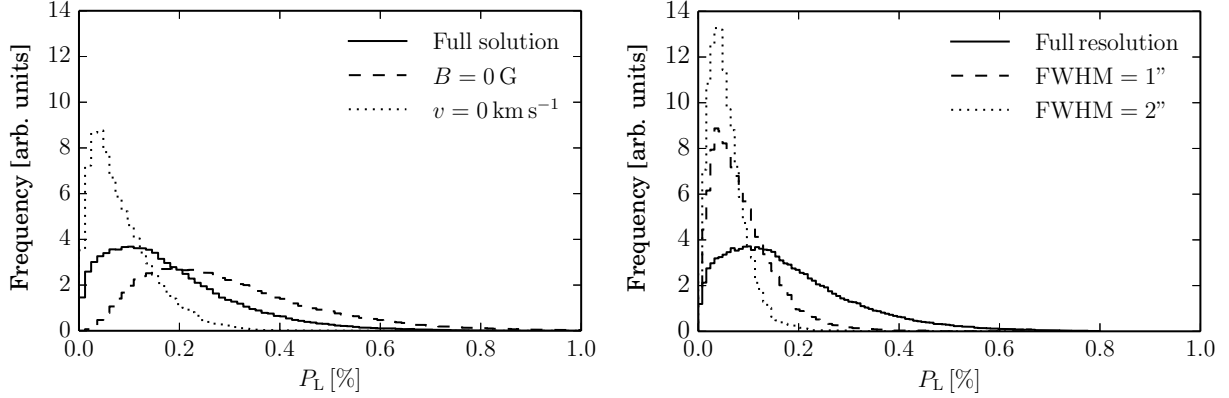 14
12
10
8
6
4
2
0
Frequency [arb. units]
Full solution
B = 0 G
v = 0 km s⁻¹
0.0 0.2 0.4 0.6 0.8 1.0
P_L [%]
14
12
10
8
6
4
2
0
Frequency [arb. units]
Full resolution
FWHM = 1”
FWHM = 2”
0.0 0.2 0.4 0.6 0.8 1.0
P_L [%]